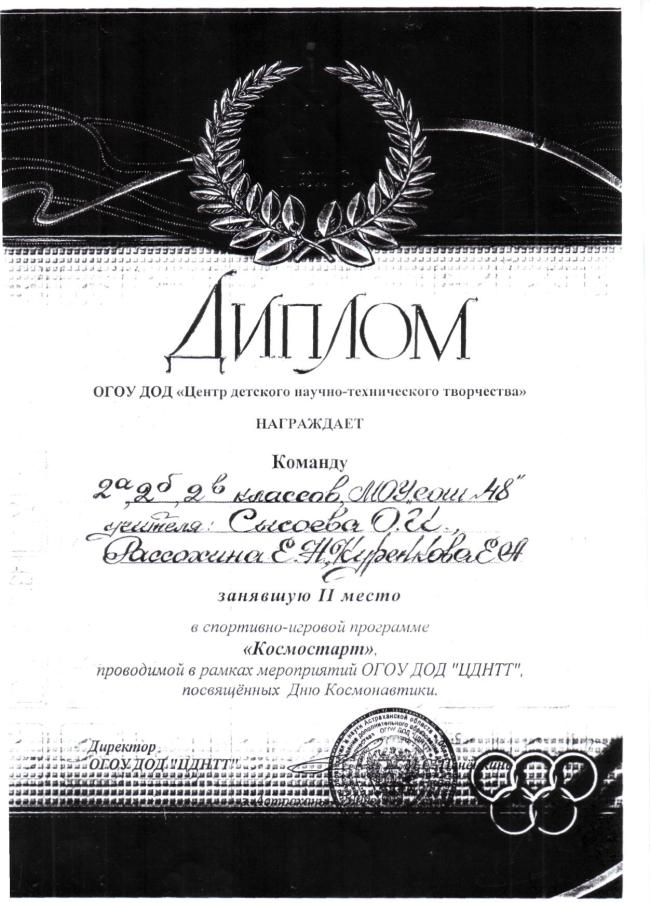 ДИПЛОМ
ОГОУ ДОД «Центр детского научно-технического творчества»
НАГРАЖДАЕТ
Команду
2а, 2б, 2в классов, МОУ "сош №8"
учителя: Сысоева О.И.,
Рассохина Е.Н, Куренкова Е А
занявшую II место
в спортивно-игровой программе
«Космостарт»,
проводимой в рамках мероприятий ОГОУ ДОД "ЦДНТТ",
посвящённых Дню Космонавтики.
Директор
ОГОУ ДОД "ЦДНТТ"